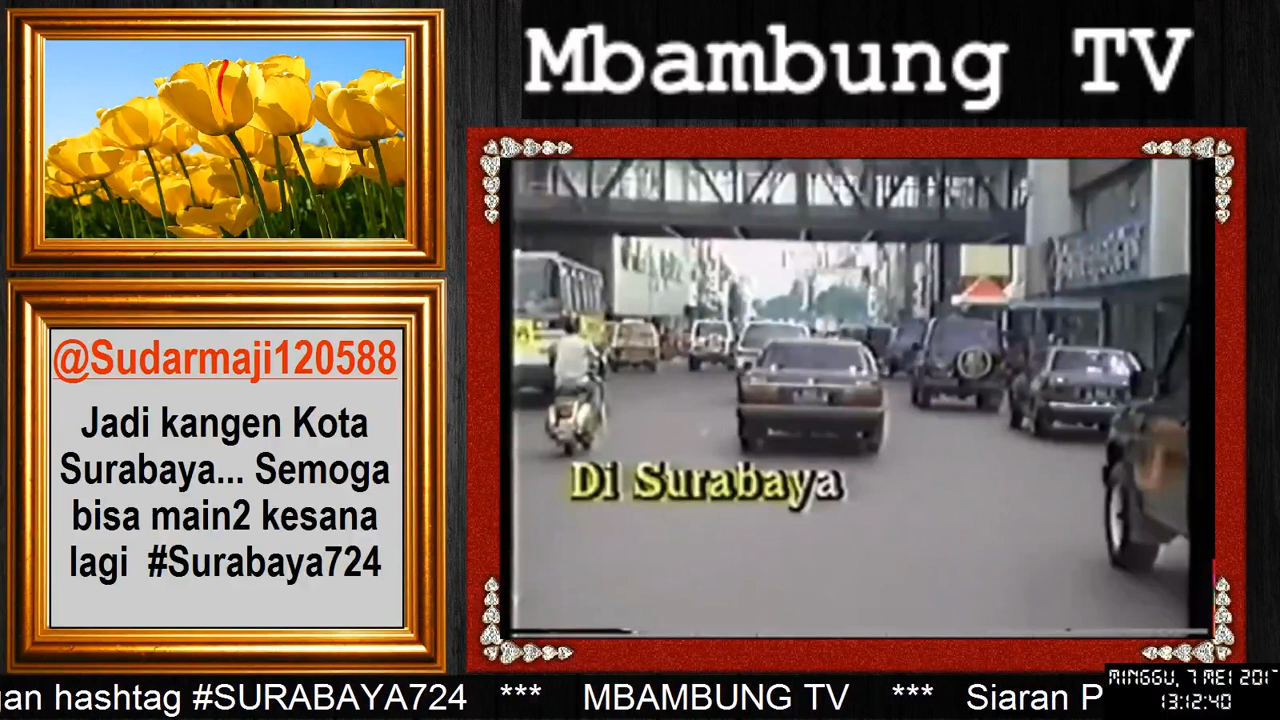 Mbambung TV
@Sudarmaji120588
Jadi kangen Kota
Surabaya... Semoga
bisa main2 kesana
lagi #Surabaya724
Di Surabaya
gan hashtag #SURABAYA724 *** MBAMBUNG TV *** Siaran P
MINGGU, 7 MEI 2017
13:12:40